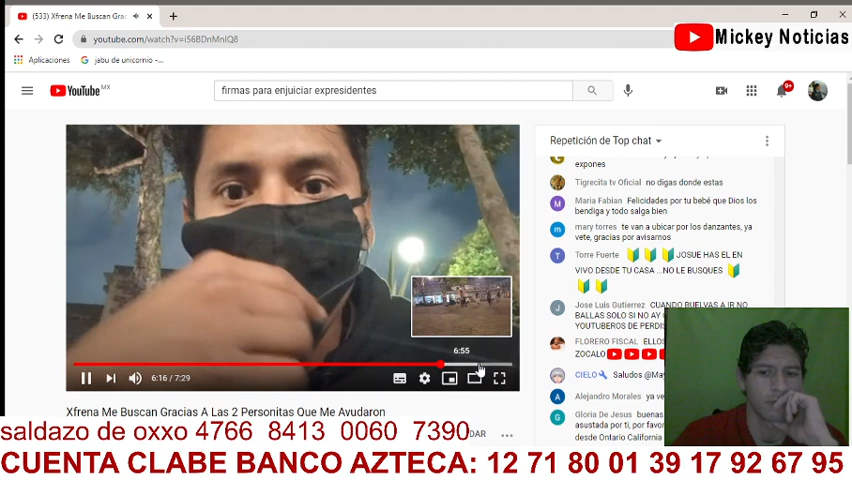 (533) Xfrena Me Buscan Grac
youtube.com/watch?v=i56BDnMnIQ8
Mickey Noticias
Aplicaciones
jabu de unicornio -...
YouTube MX
firmas para enjuiciar expresidentes
9+
Repetición de Top chat
expones
Tigrecita tv Oficial no digas donde estas
Maria Fabian Felicidades por tu bebé que Dios los
bendiga y todo salga bien
mary torres te van a ubicar por los danzantes, ya
vete, gracias por avisarnos
Torre Fuerte JOSUE HAS EL EN
VIVO DESTE TU CASA ...NO LE BUSQUES
Jose Luis Gutierrez CUANDO BUELVAS A IR NO
BALLAS SOLO SI NO AY
YOUTUBEROS DE PERDIS
FLORERO FISCAL ELLOS
ZOCALO
CIELO Saludos @May
Alejandro Morales ya ve
Gloria De Jesus buenas,
asustada por ti, por favor
desde Ontario California
6:55
6:16 / 7:29
Xfrena Me Buscan Gracias A Las 2 Personitas Que Me Ayudaron
DAR
saldazo de oxxo 4766 8413 0060 7390
CUENTA CLABE BANCO AZTECA: 12 71 80 01 39 17 92 67 95